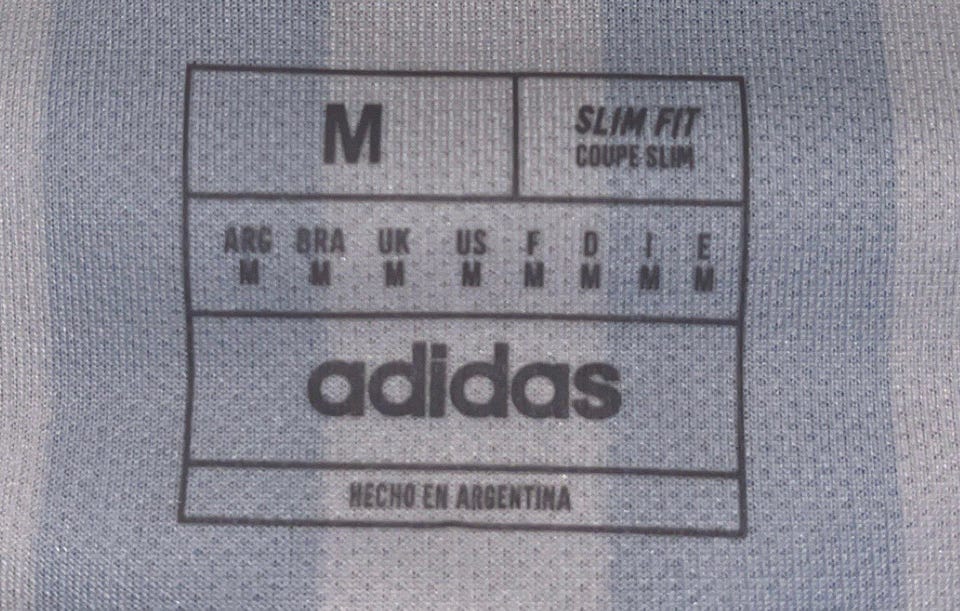 M
SLIM FIT
COUPE SLIM
ARG BRA UK US F D I E
M M M M M M M M
adidas
HECHO EN ARGENTINA